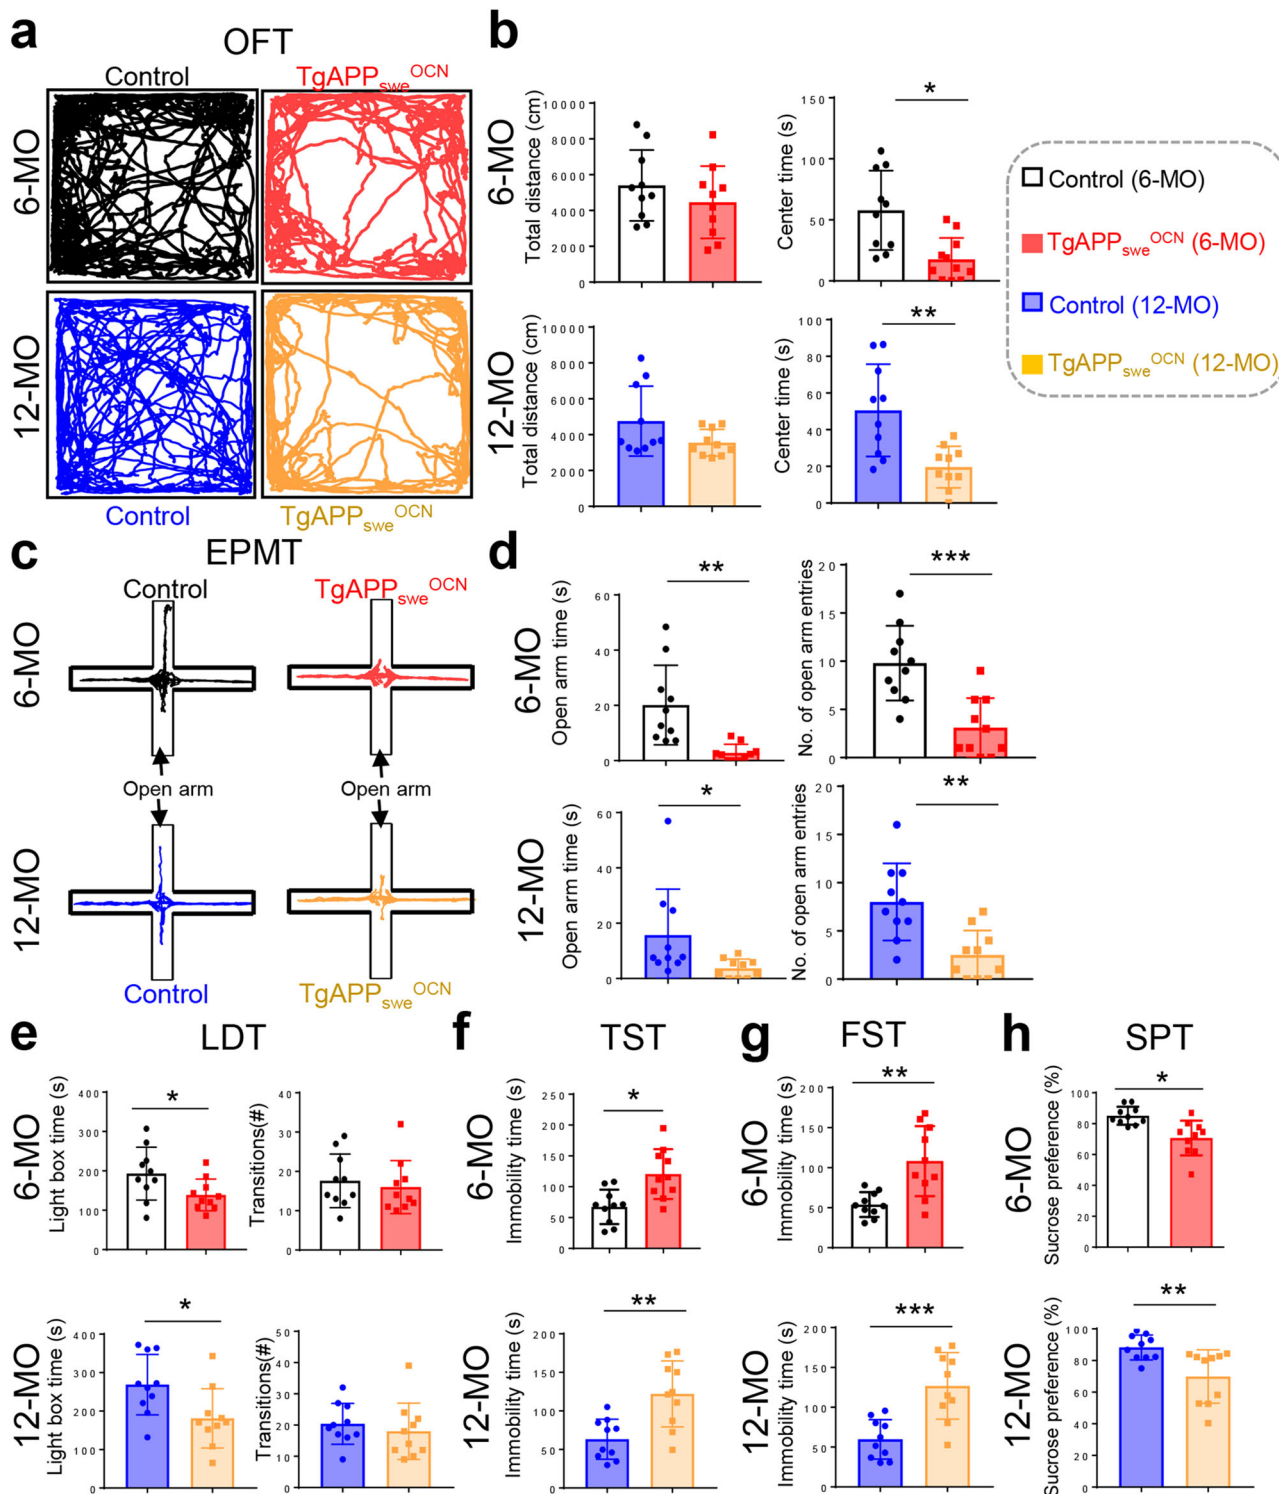 a
OFT
Control
TgAPPswe^OCN
6-MO
12-MO
Control
TgAPPswe^OCN
b
6-MO
Total distance (cm)
10000
8000
6000
4000
2000
0
Center time (s)
150
100
50
0
*
12-MO
Total distance (cm)
10000
8000
6000
4000
2000
0
Center time (s)
100
80
60
40
20
0
**
Control (6-MO)
TgAPPswe^OCN (6-MO)
Control (12-MO)
TgAPPswe^OCN (12-MO)
c
EPMT
Control
TgAPPswe^OCN
6-MO
Open arm
Open arm
12-MO
Control
TgAPPswe^OCN
d
6-MO
Open arm time (s)
60
40
20
0
**
No. of open arm entries
20
15
10
5
0
***
12-MO
Open arm time (s)
60
40
20
0
*
No. of open arm entries
20
15
10
5
0
**
e
LDT
6-MO
Light box time (s)
400
300
200
100
0
*
Transitions(#)
40
30
20
10
0
12-MO
Light box time (s)
400
300
200
100
0
*
Transitions(#)
50
40
30
20
10
0
f
TST
6-MO
Immobility time (s)
250
200
150
100
50
0
*
12-MO
Immobility time (s)
200
150
100
50
0
**
g
FST
6-MO
Immobility time (s)
200
150
100
50
0
**
12-MO
Immobility time (s)
200
150
100
50
0
***
h
SPT
6-MO
Sucrose preference (%)
100
80
60
40
20
0
*
12-MO
Sucrose preference (%)
100
80
60
40
20
0
**